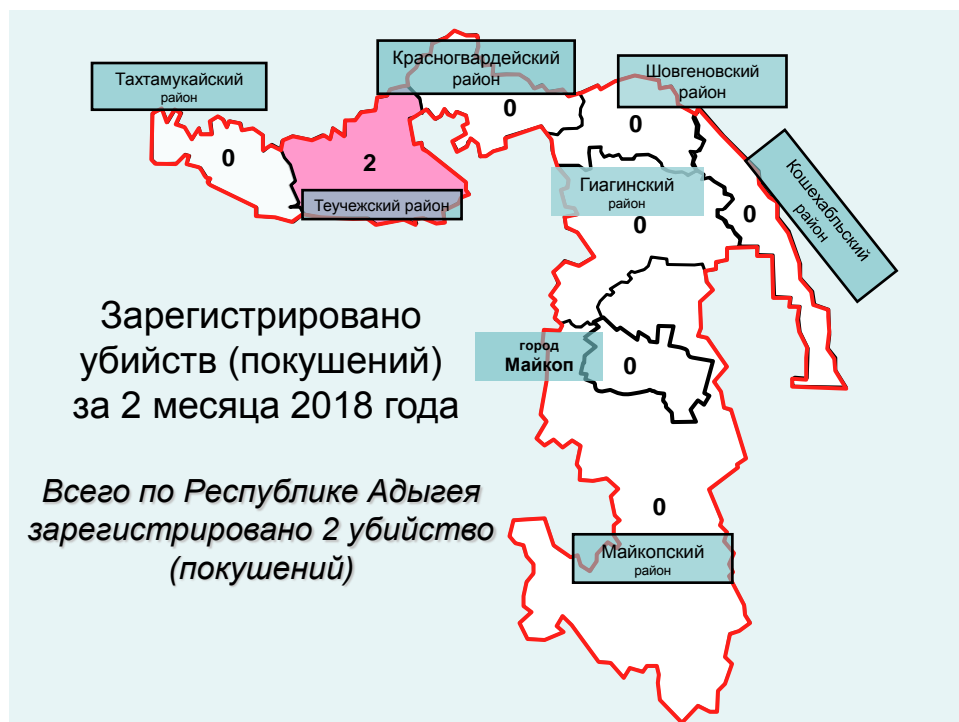 Красногвардейский
район
0
Тахтамукайский
район
0
Шовгеновский
район
0
2
Теучежский район
Гиагинский
район
0
Кошехабльский
район
0
Зарегистрировано
убийств (покушений)
за 2 месяца 2018 года
город
Майкоп
0
Всего по Республике Адыгея
зарегистрировано 2 убийство
(покушений)
0
Майкопский
район